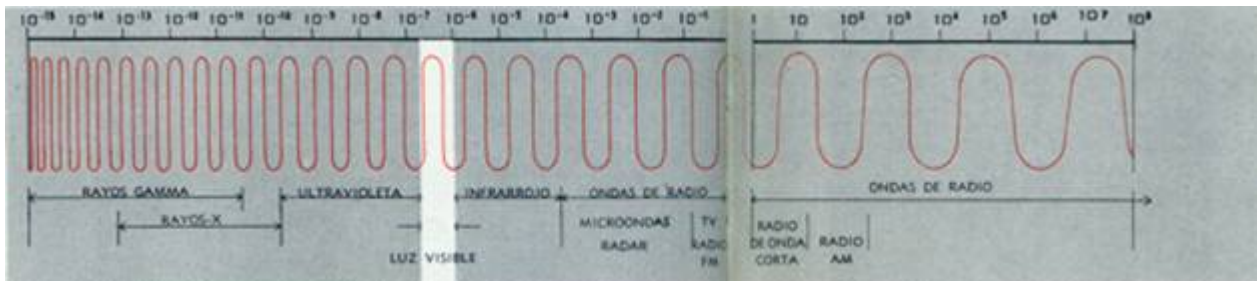 10⁻¹⁵ 10⁻¹⁴ 10⁻¹³ 10⁻¹² 10⁻¹¹ 10⁻¹⁰ 10⁻⁹ 10⁻⁸ 10⁻⁷ 10⁻⁶ 10⁻⁵ 10⁻⁴ 10⁻³ 10⁻² 10⁻¹ 1 10 10² 10³ 10⁴ 10⁵ 10⁶ 10⁷ 10⁸
RAYOS GAMMA ULTRAVIOLETA INFRARROJO ONDAS DE RADIO ONDAS DE RADIO
RAYOS-X
MICROONDAS
RADAR
TV
RADIO
FM
RADIO
DE ONDA
CORTA
RADIO
AM
LUZ VISIBLE